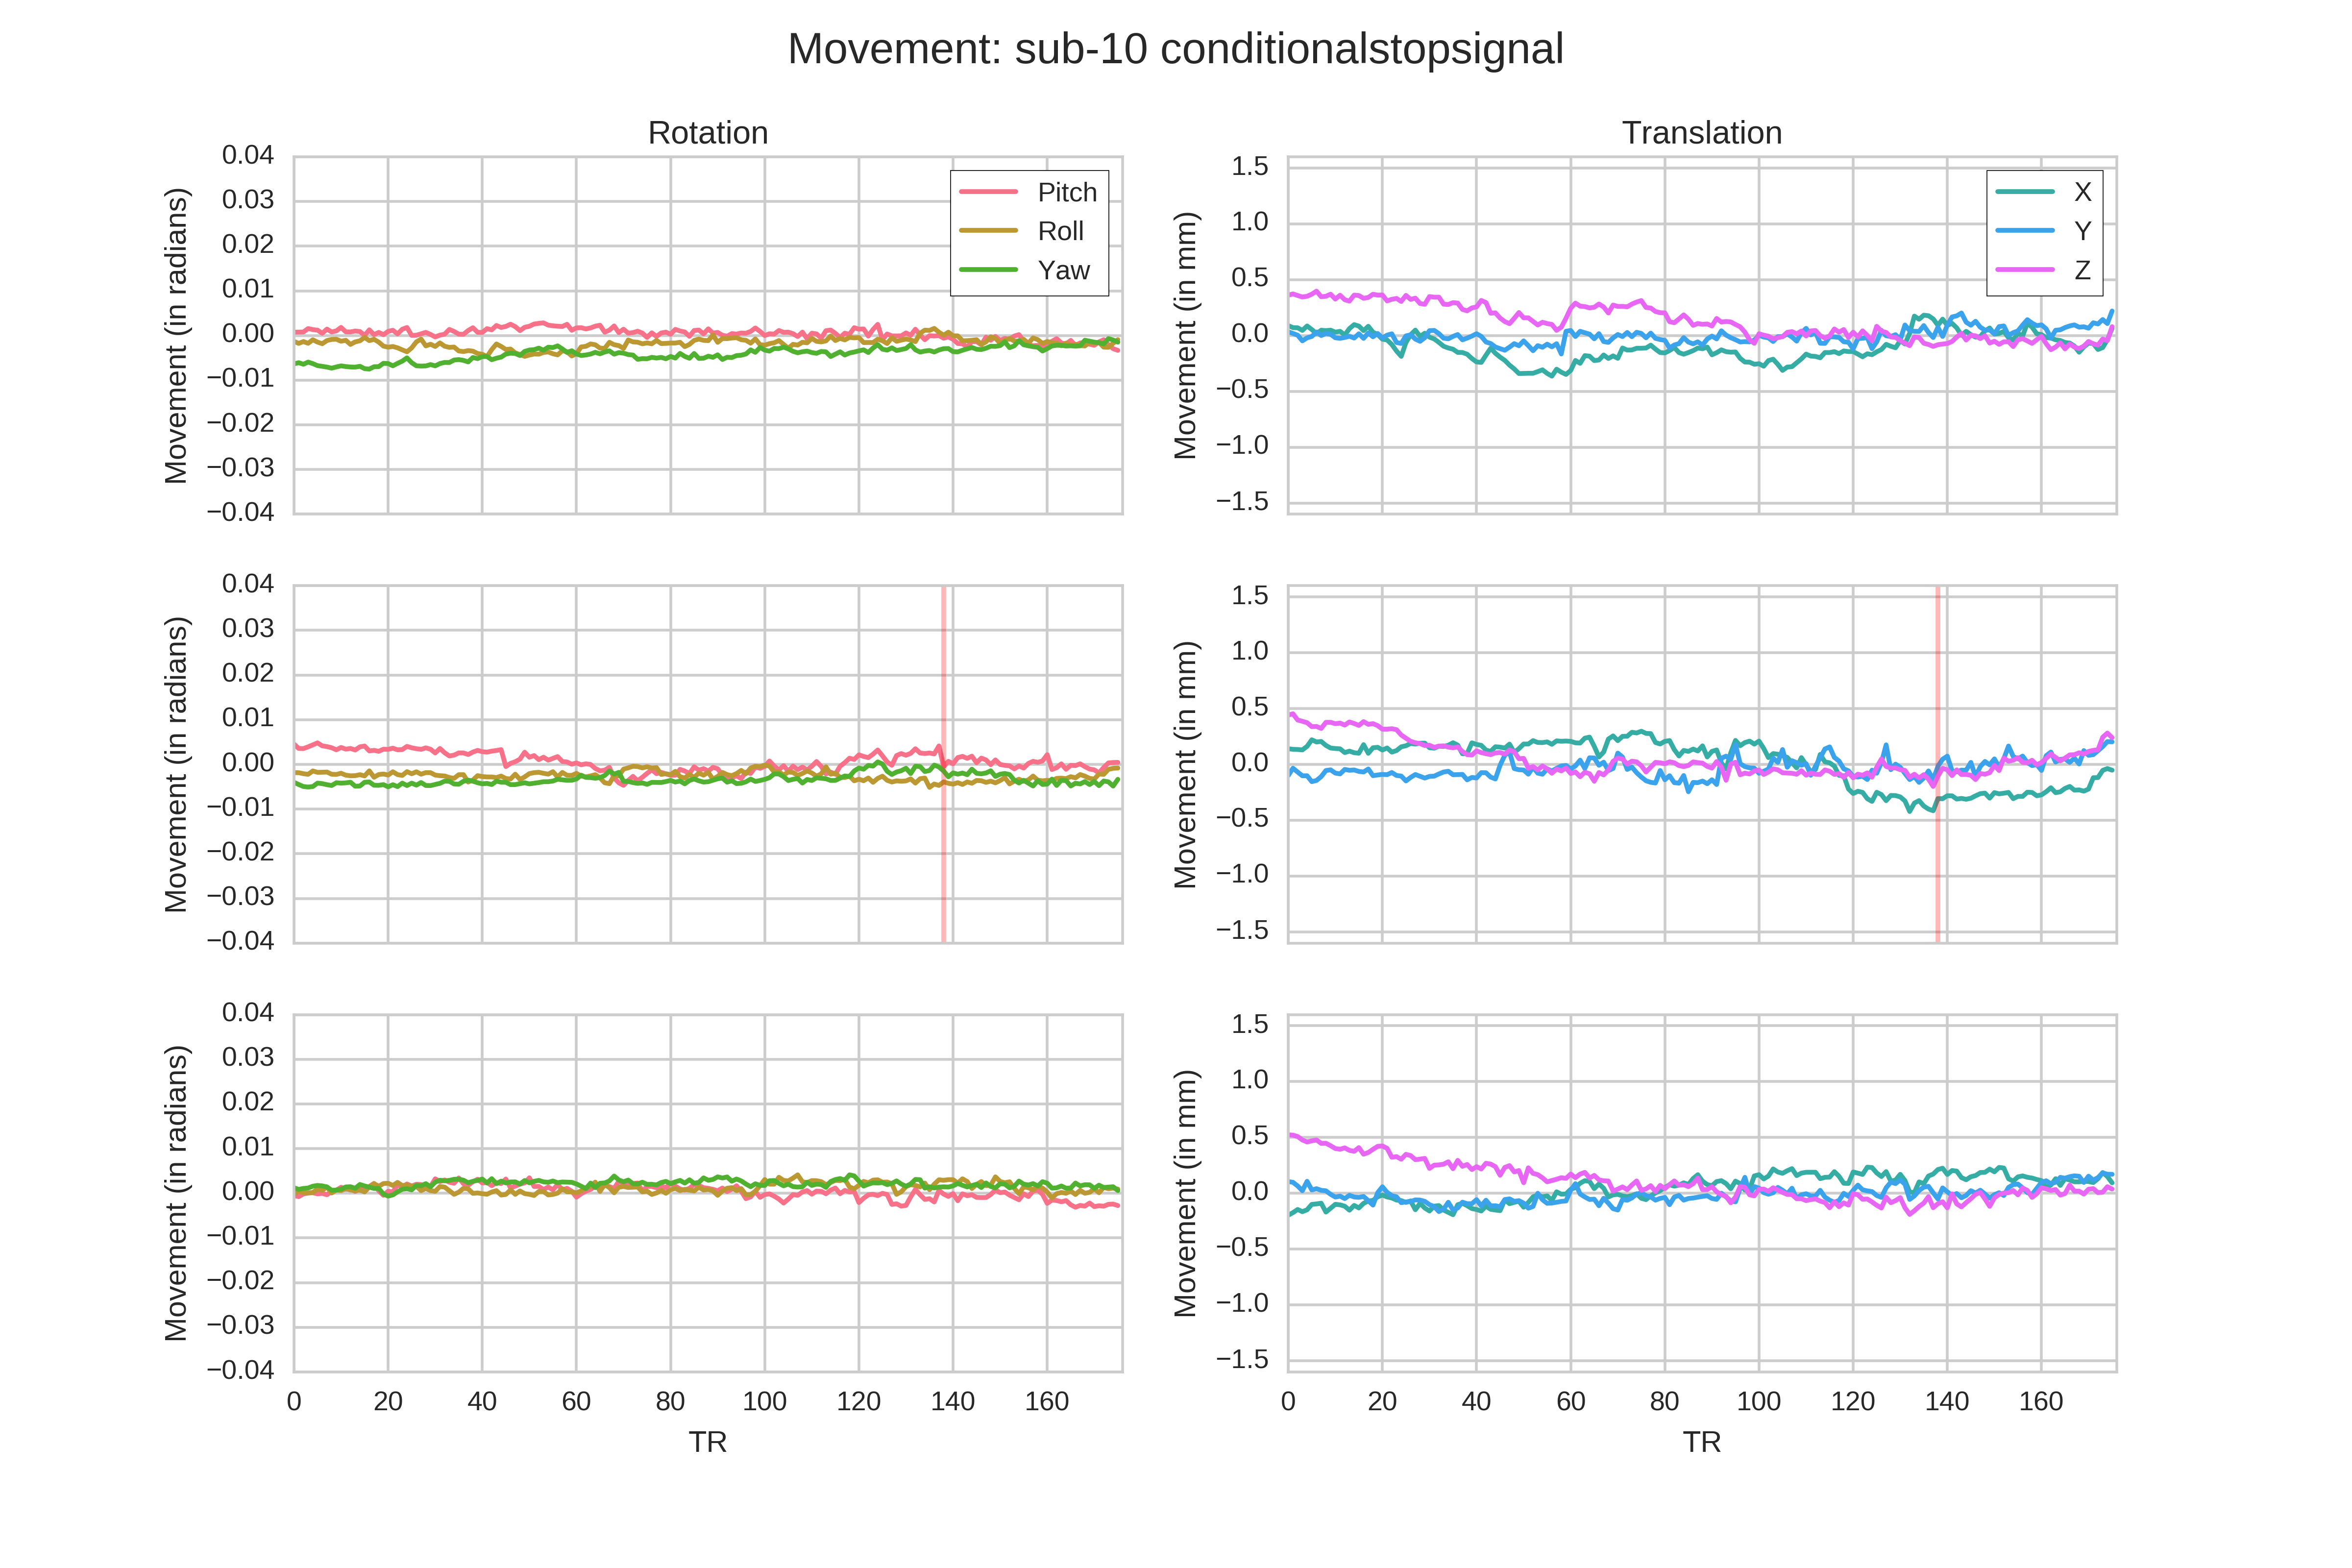 Movement: sub-10 conditionalstopsignal
Rotation
Movement (in radians)
0.04
0.03
0.02
0.01
0.00
−0.01
−0.02
−0.03
−0.04
Pitch
Roll
Yaw
Translation
Movement (in mm)
1.5
1.0
0.5
0.0
−0.5
−1.0
−1.5
X
Y
Z
Movement (in radians)
0.04
0.03
0.02
0.01
0.00
−0.01
−0.02
−0.03
−0.04
Movement (in mm)
1.5
1.0
0.5
0.0
−0.5
−1.0
−1.5
Movement (in radians)
0.04
0.03
0.02
0.01
0.00
−0.01
−0.02
−0.03
−0.04
0 20 40 60 80 100 120 140 160
TR
Movement (in mm)
1.5
1.0
0.5
0.0
−0.5
−1.0
−1.5
0 20 40 60 80 100 120 140 160
TR